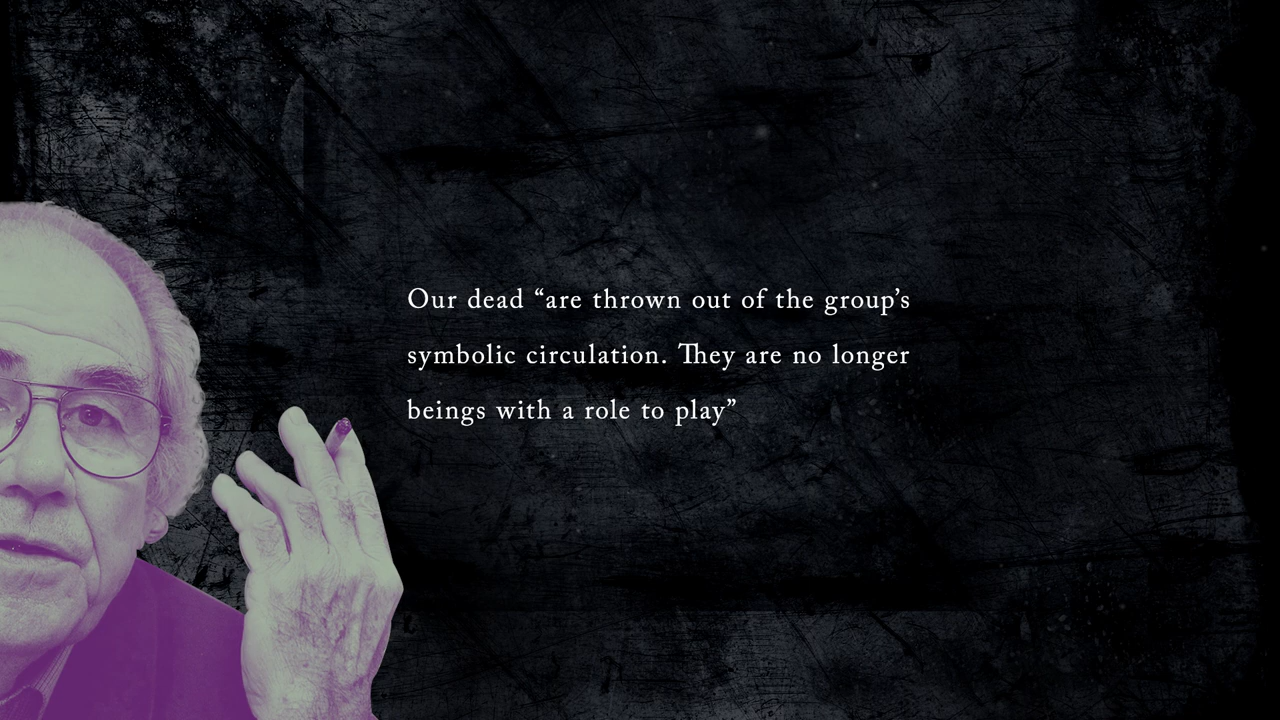 Our dead “are thrown out of the group’s
symbolic circulation. They are no longer
beings with a role to play”